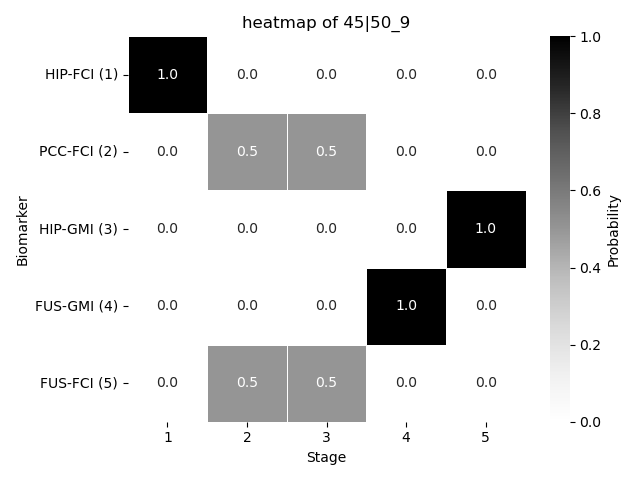 heatmap of 45|50_9
HIP-FCI (1)
1.0 0.0 0.0 0.0 0.0
PCC-FCI (2)
0.0 0.5 0.5 0.0 0.0
HIP-GMI (3)
0.0 0.0 0.0 0.0 1.0
FUS-GMI (4)
0.0 0.0 0.0 1.0 0.0
FUS-FCI (5)
0.0 0.5 0.5 0.0 0.0
1 2 3 4 5
Stage
Biomarker
1.0
0.8
0.6
0.4
0.2
0.0
Probability